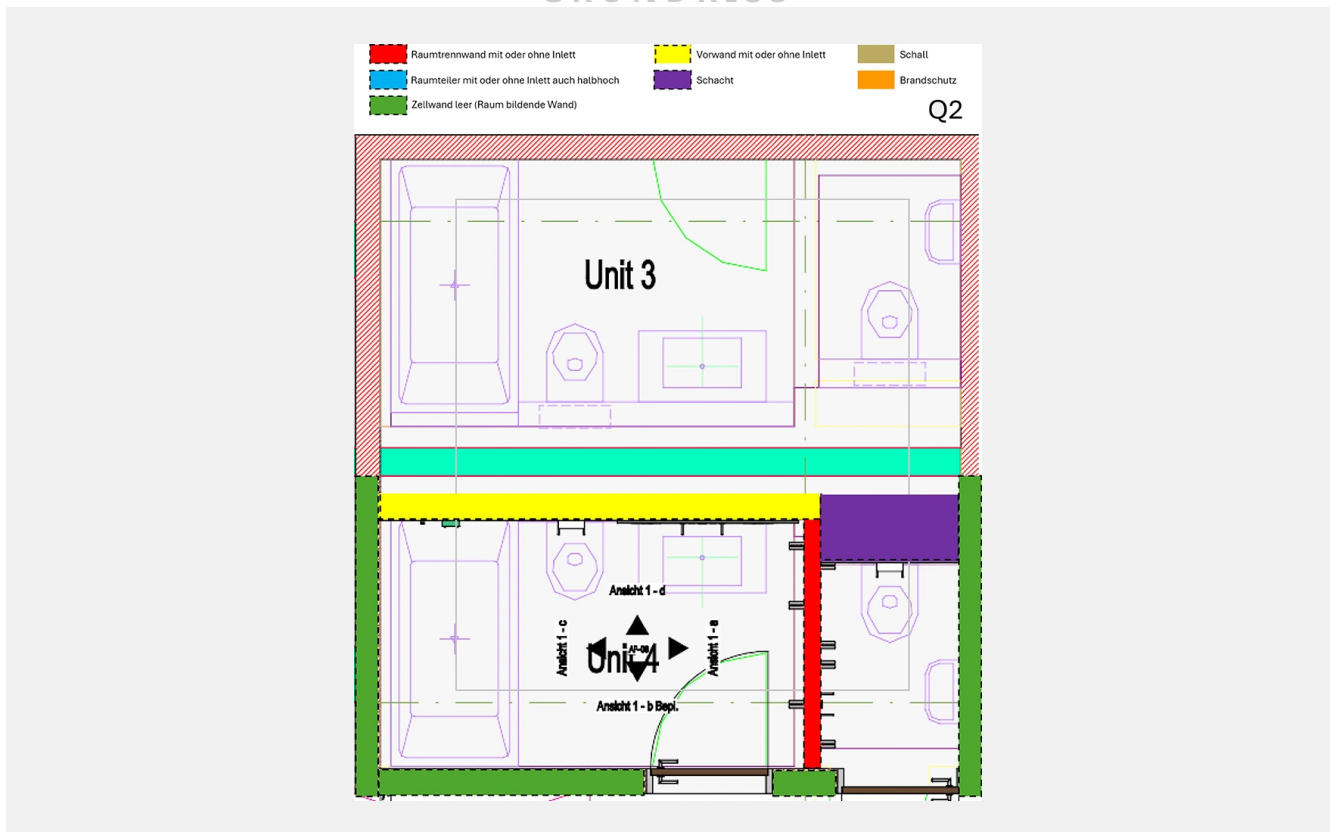 GRUNDRISS
Raumtrennwand mit oder ohne Inlett
Vorwand mit oder ohne Inlett
Schall
Raumteiler mit oder ohne Inlett auch halbhoch
Schacht
Brandschutz
Zellwand leer (Raum bildende Wand)
Q2
Unit 3
Ansicht 1 - d
Ansicht 1 - c
Ansicht 1 - a
Unit 4
Ansicht 1 - b Bepl.